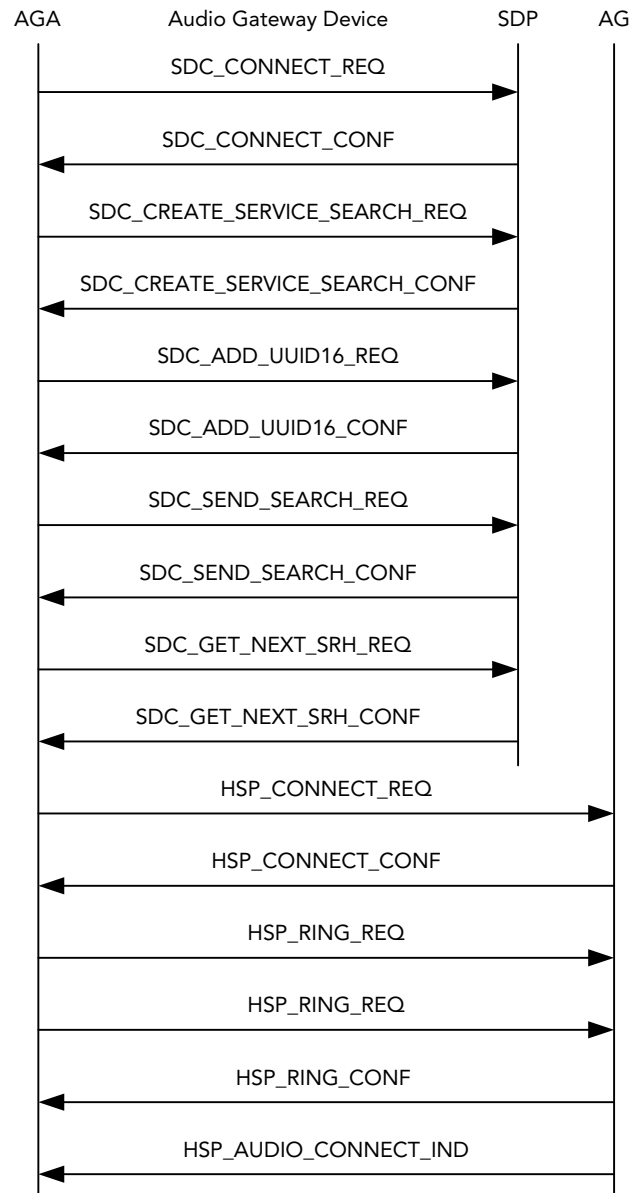 AGA Audio Gateway Device SDP AG
SDC_CONNECT_REQ
SDC_CONNECT_CONF
SDC_CREATE_SERVICE_SEARCH_REQ
SDC_CREATE_SERVICE_SEARCH_CONF
SDC_ADD_UUID16_REQ
SDC_ADD_UUID16_CONF
SDC_SEND_SEARCH_REQ
SDC_SEND_SEARCH_CONF
SDC_GET_NEXT_SRH_REQ
SDC_GET_NEXT_SRH_CONF
HSP_CONNECT_REQ
HSP_CONNECT_CONF
HSP_RING_REQ
HSP_RING_REQ
HSP_RING_CONF
HSP_AUDIO_CONNECT_IND